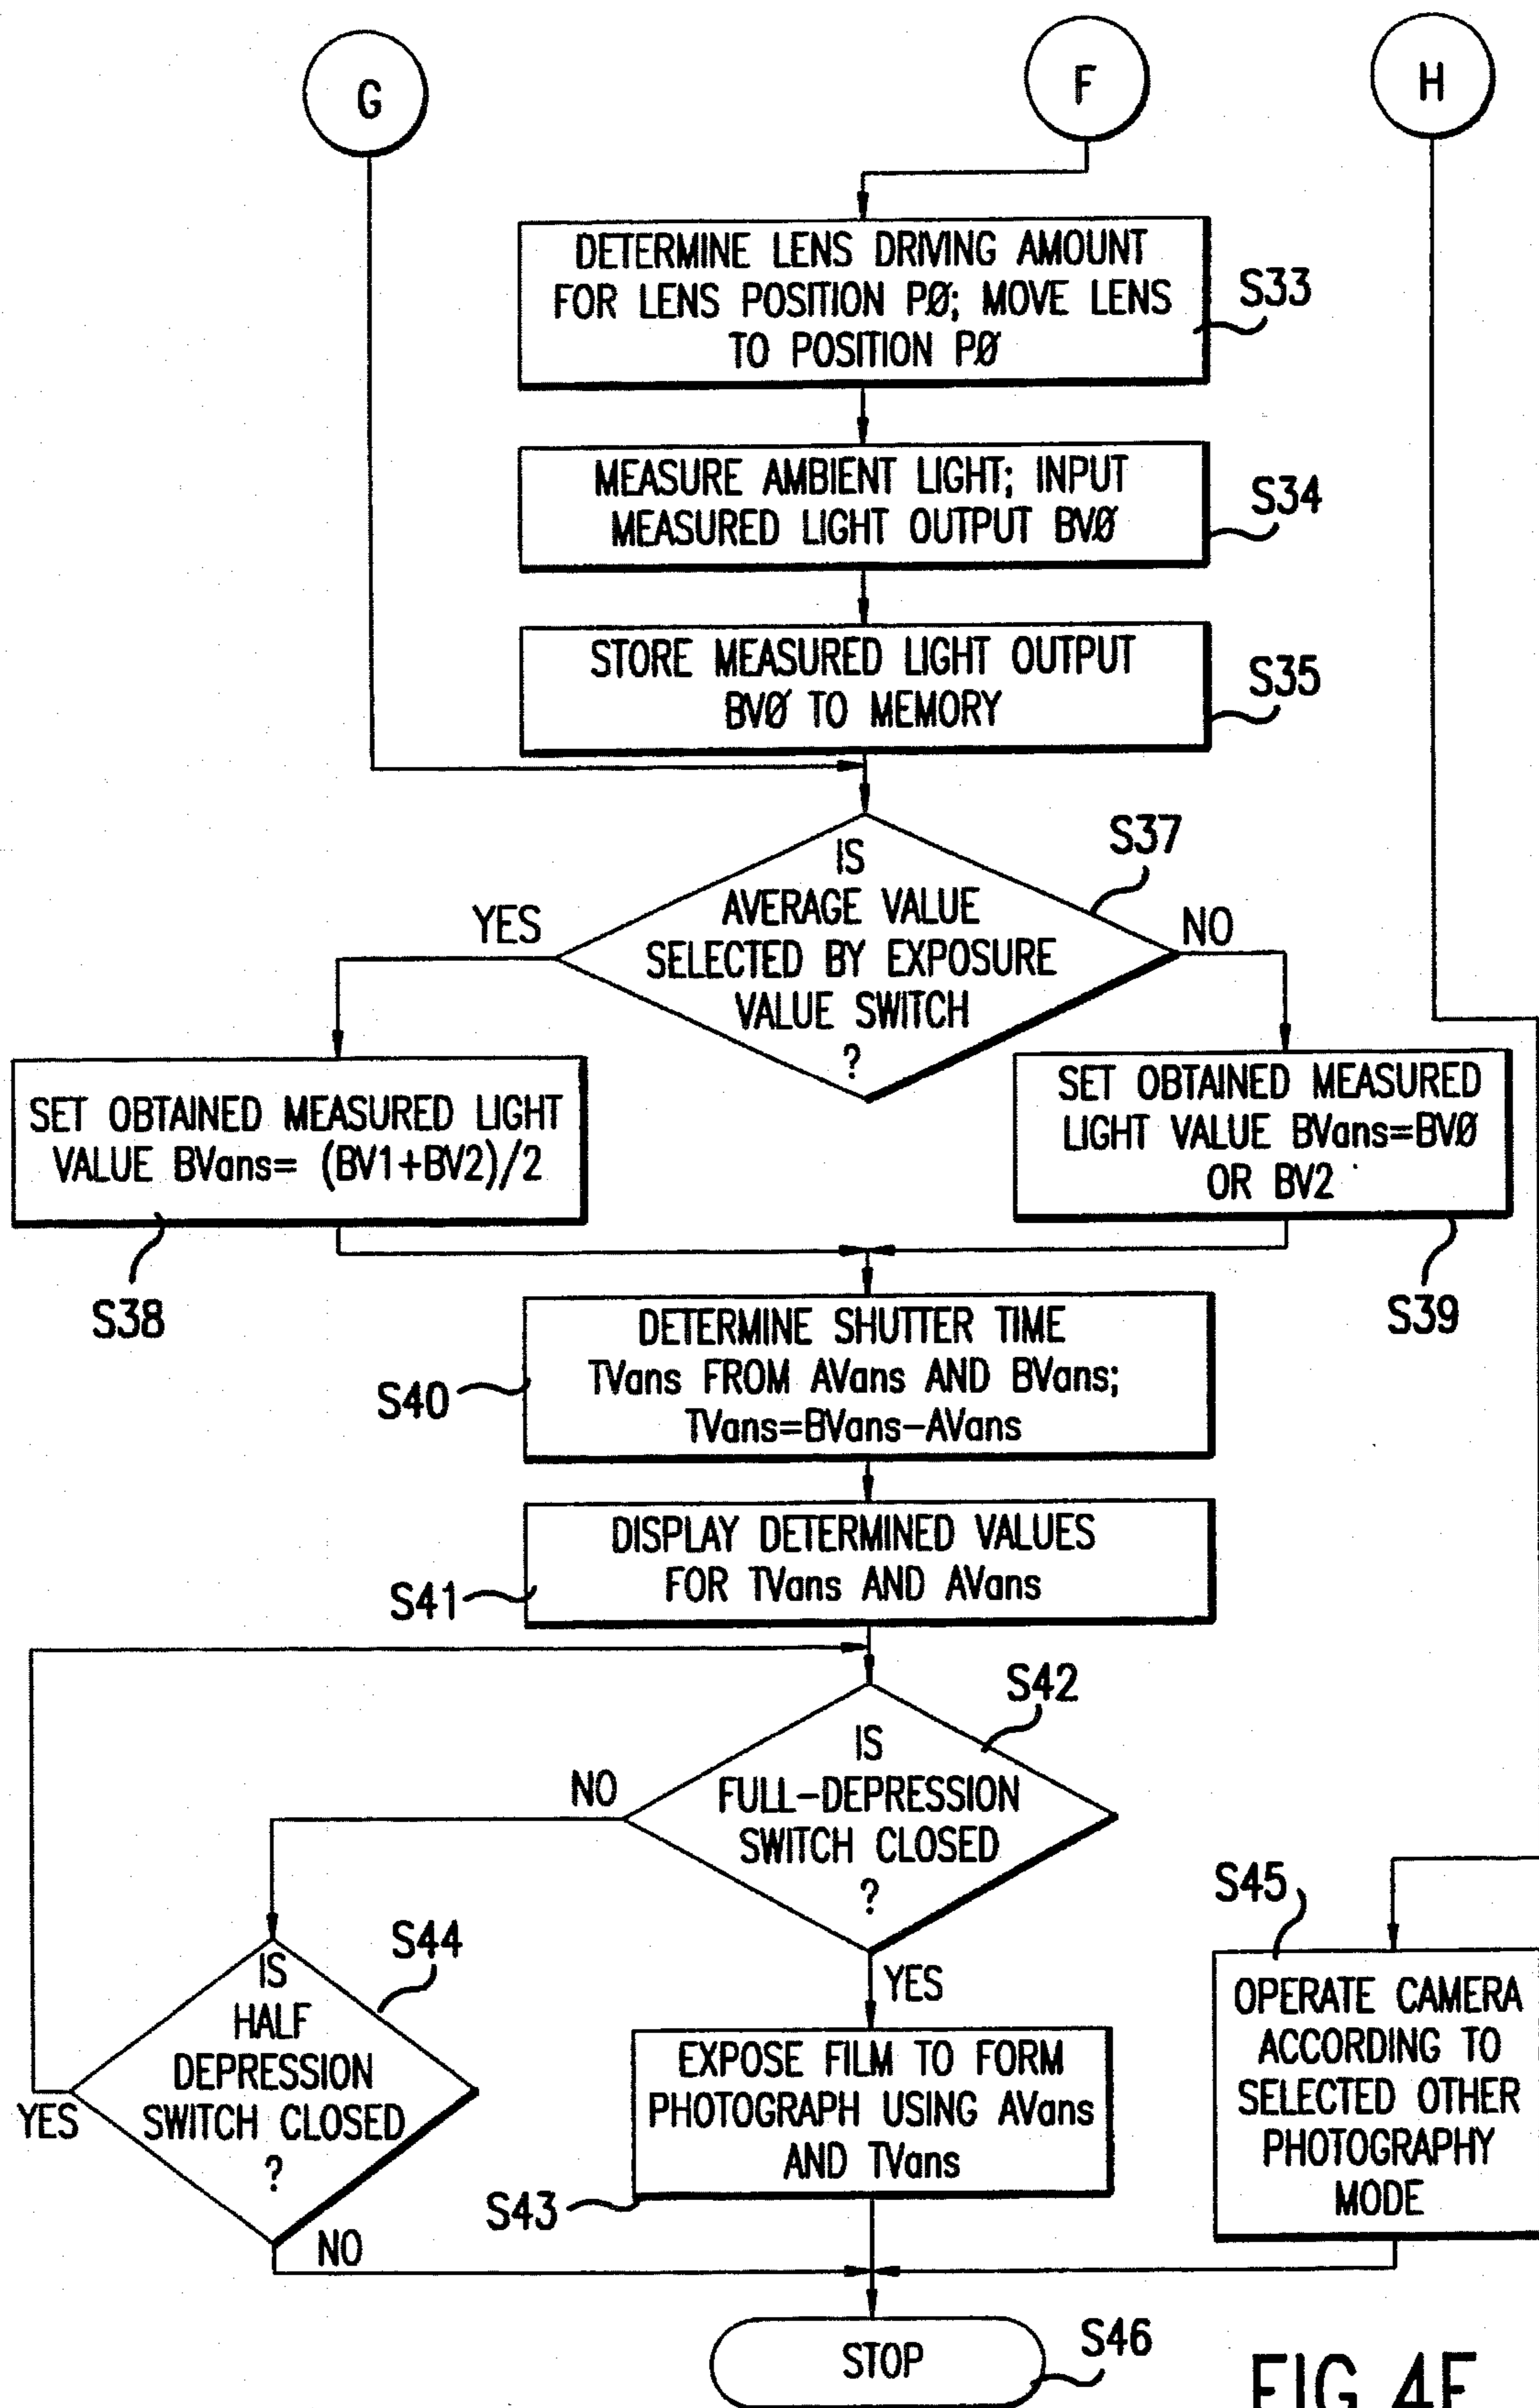 G
F
H
DETERMINE LENS DRIVING AMOUNT
FOR LENS POSITION PØ; MOVE LENS
TO POSITION PØ
S33
MEASURE AMBIENT LIGHT; INPUT
MEASURED LIGHT OUTPUT BVØ
S34
STORE MEASURED LIGHT OUTPUT
BVØ TO MEMORY
S35
IS
AVERAGE VALUE
SELECTED BY EXPOSURE
VALUE SWITCH
?
S37
YES
NO
SET OBTAINED MEASURED LIGHT
VALUE BVans= (BV1+BV2)/2
S38
SET OBTAINED MEASURED
LIGHT VALUE BVans=BVØ
OR BV2
S39
DETERMINE SHUTTER TIME
TVans FROM AVans AND BVans;
TVans=BVans-AVans
S40
DISPLAY DETERMINED VALUES
FOR TVans AND AVans
S41
IS
FULL-DEPRESSION
SWITCH CLOSED
?
S42
NO
YES
IS
HALF
DEPRESSION
SWITCH CLOSED
?
S44
YES
NO
EXPOSE FILM TO FORM
PHOTOGRAPH USING AVans
AND TVans
S43
S45
OPERATE CAMERA
ACCORDING TO
SELECTED OTHER
PHOTOGRAPHY
MODE
STOP
S46
FIG.4F